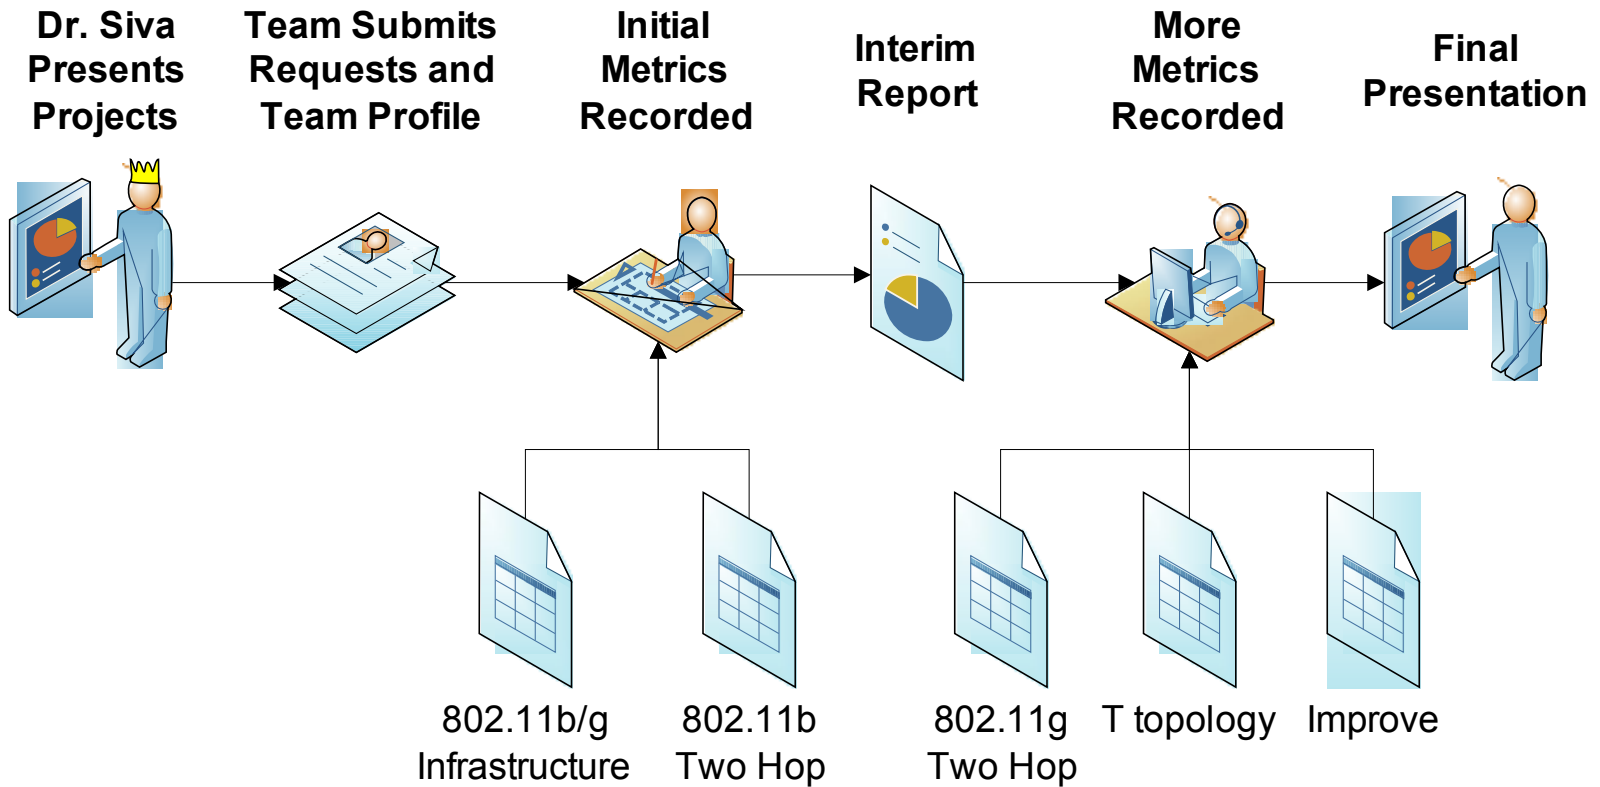 Dr. Siva
Presents
Projects
Team Submits
Requests and
Team Profile
Initial
Metrics
Recorded
Interim
Report
More
Metrics
Recorded
Final
Presentation
802.11b/g
Infrastructure
802.11b
Two Hop
802.11g
Two Hop
T topology
Improve